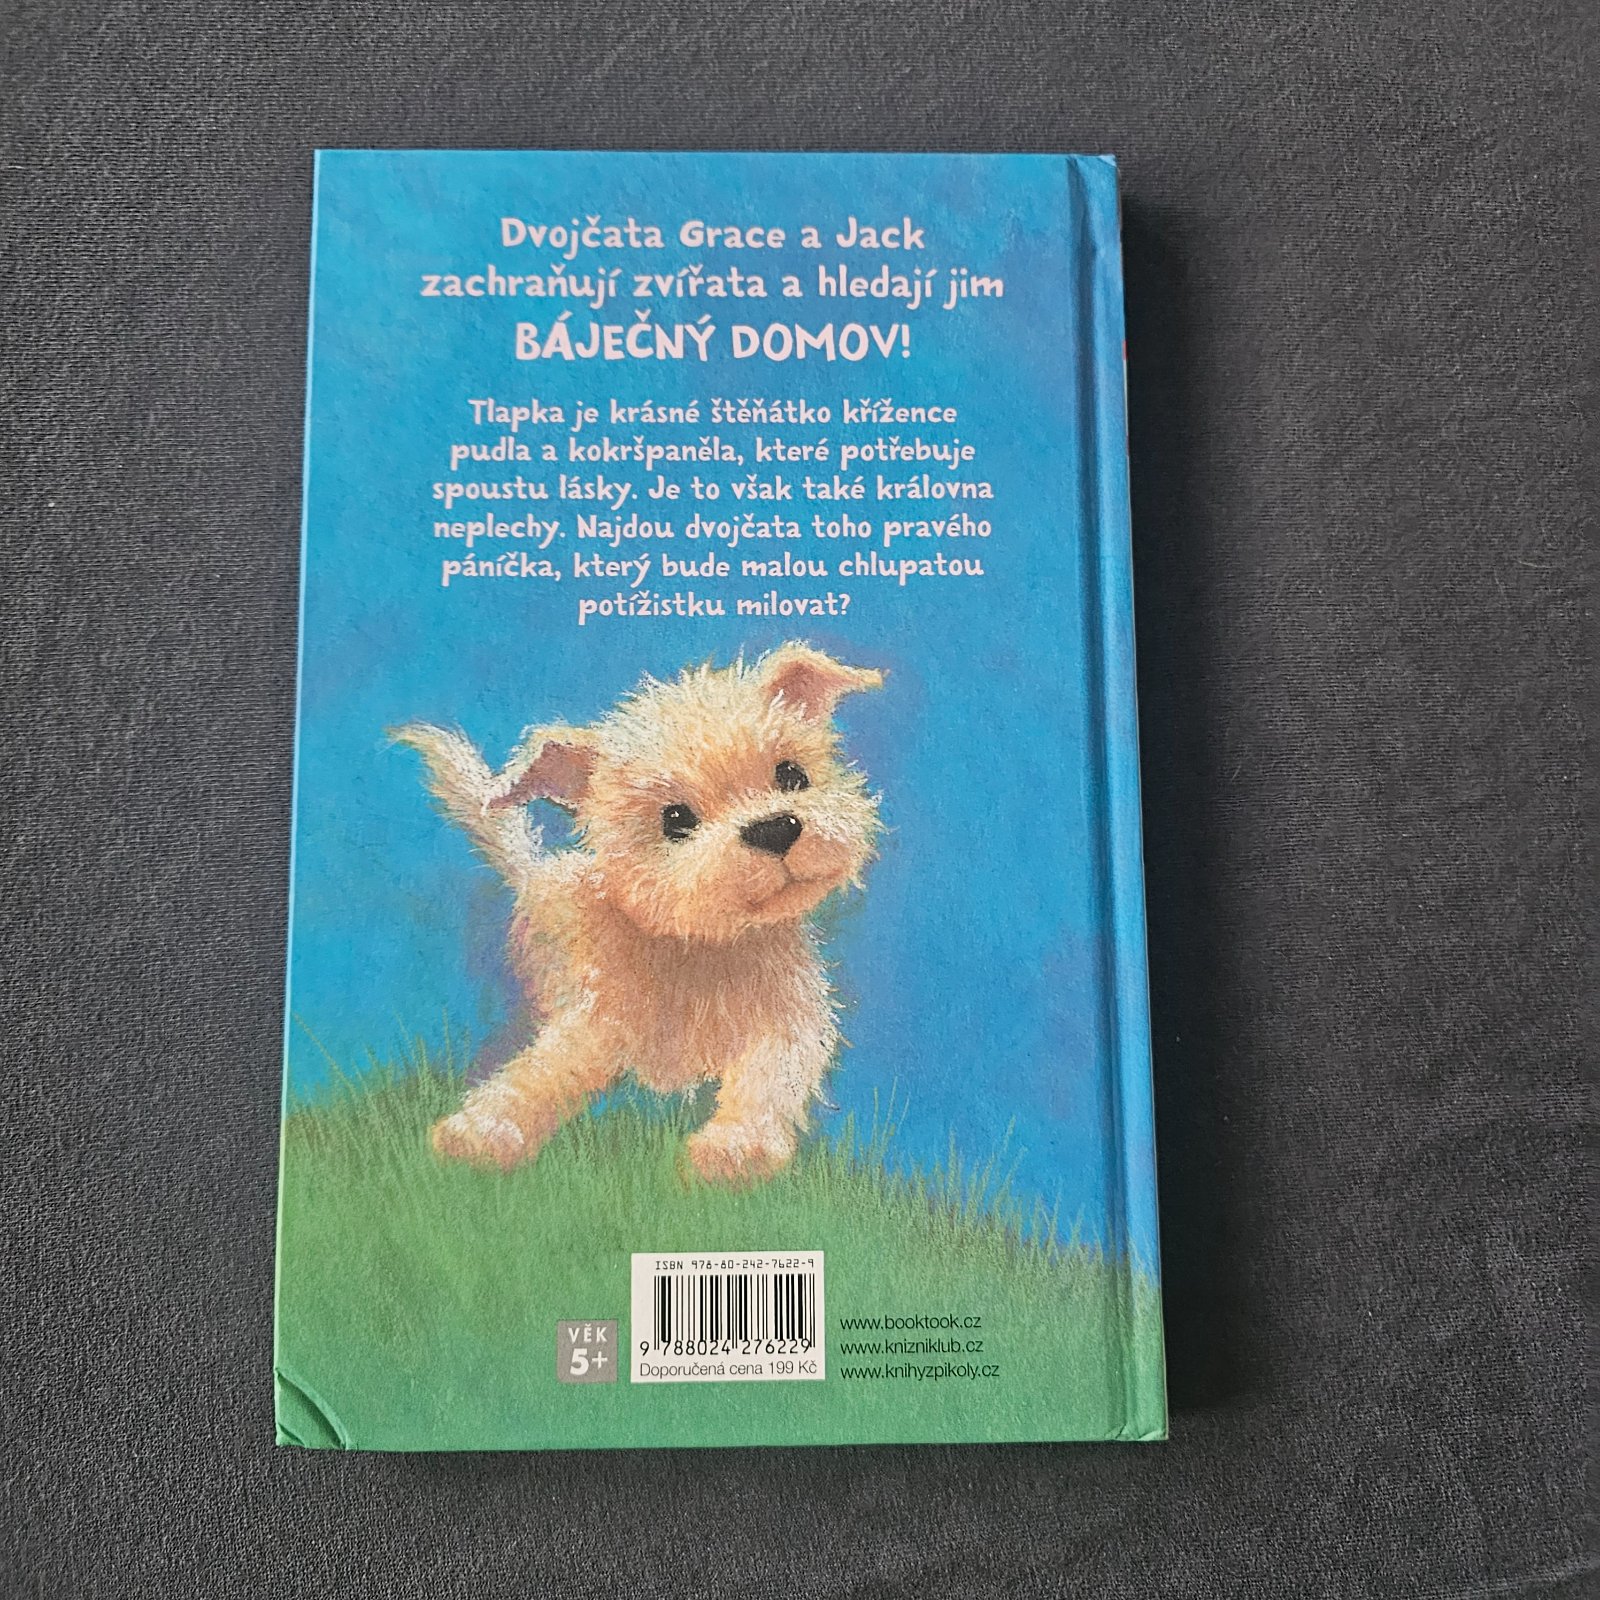 Dvojčata Grace a Jack
zachraňují zvířata a hledají jim
BÁJEČNÝ DOMOV!
Tlapka je krásné štěňátko křížence
pudla a kokršpaněla, které potřebuje
spoustu lásky. Je to však také královna
neplechy. Najdou dvojčata toho pravého
páníčka, který bude malou chlupatou
potížistku milovat?
VĚK
5+
ISBN 978-80-242-7622-9
9 788024 276229
Doporučená cena 199 Kč
www.booktook.cz
www.knizniklub.cz
www.knihyzpikoly.cz